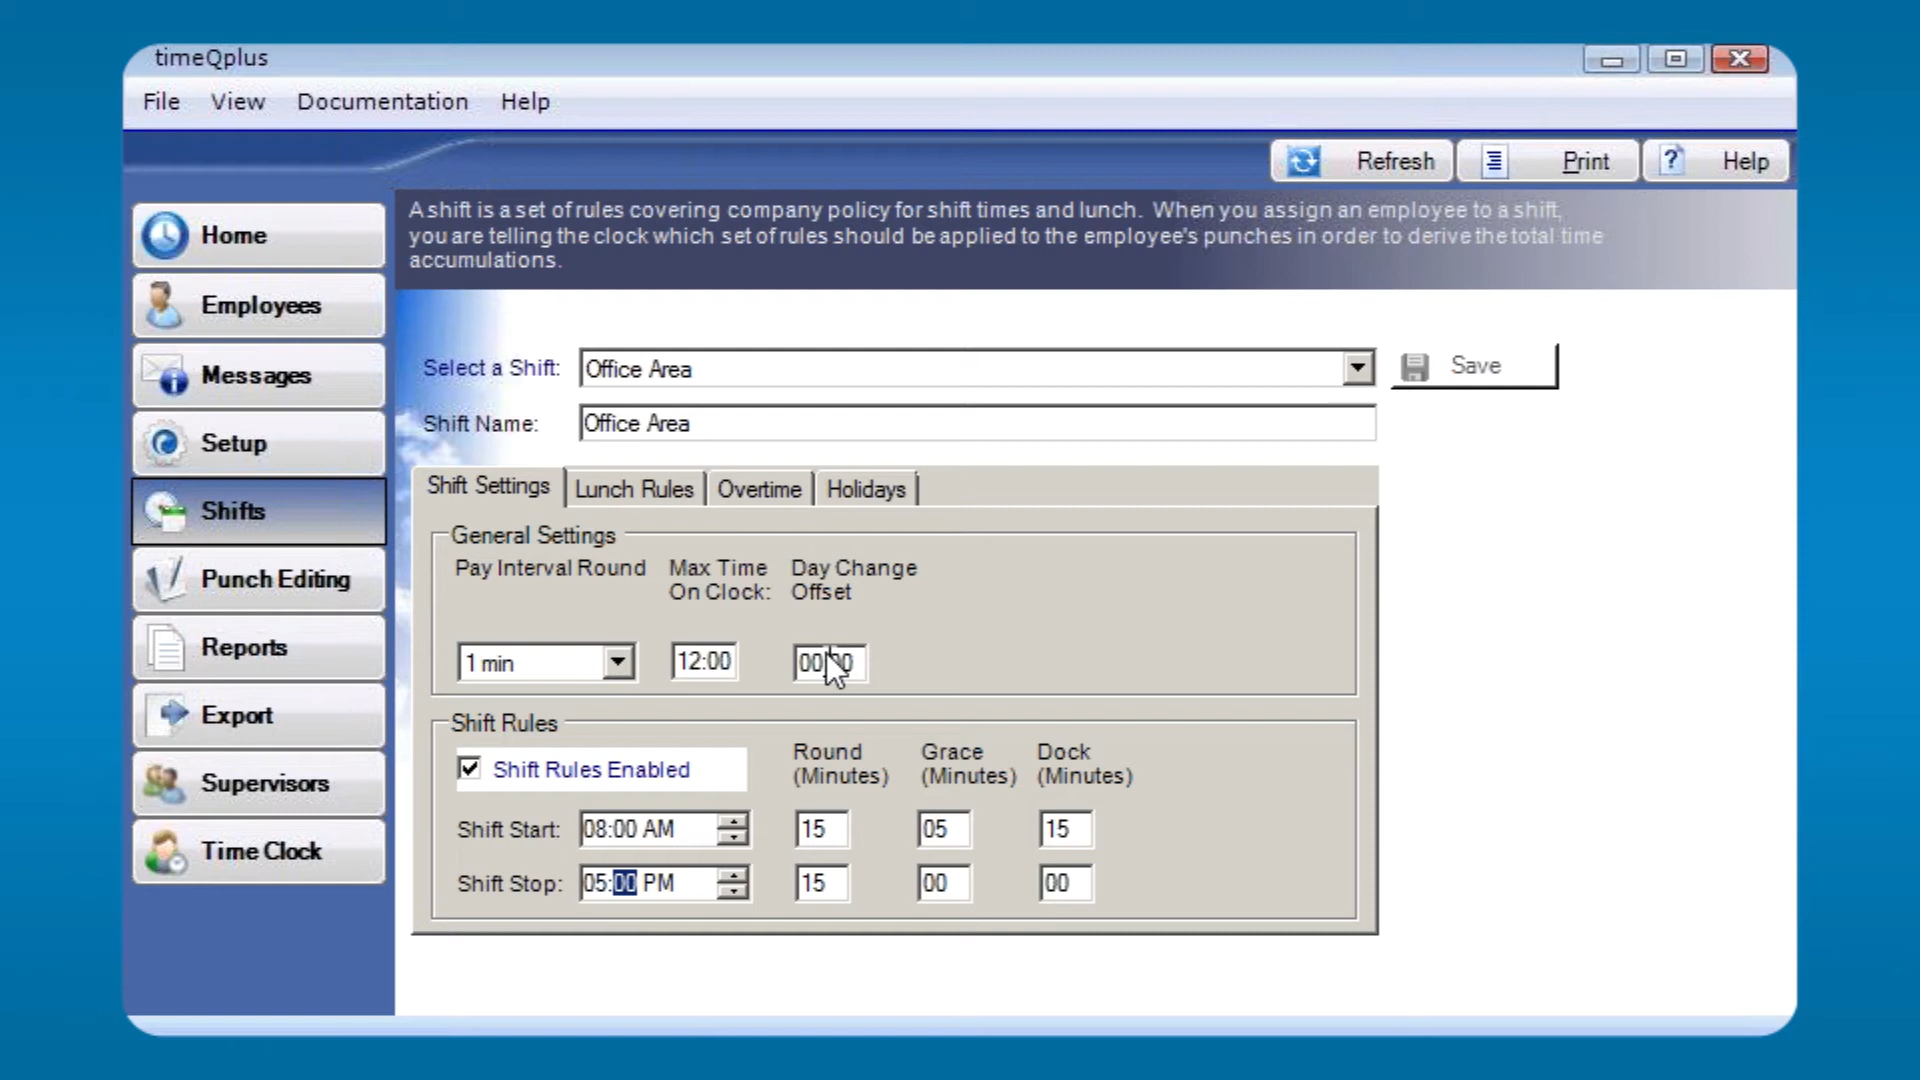 timeQplus
File View Documentation Help
Refresh Print Help
A shift is a set of rules covering company policy for shift times and lunch. When you assign an employee to a shift,
you are telling the clock which set of rules should be applied to the employee's punches in order to derive the total time
accumulations.
Home
Employees
Messages
Setup
Shifts
Punch Editing
Reports
Export
Supervisors
Time Clock
Select a Shift: Office Area Save
Shift Name: Office Area
Shift Settings Lunch Rules Overtime Holidays
General Settings
Pay Interval Round Max Time Day Change
On Clock: Offset
1 min 12:00
Shift Rules
Shift Rules Enabled Round Grace Dock
(Minutes) (Minutes) (Minutes)
Shift Start: 08:00 AM 15 05 15
Shift Stop: 05:00 PM 15 00 00